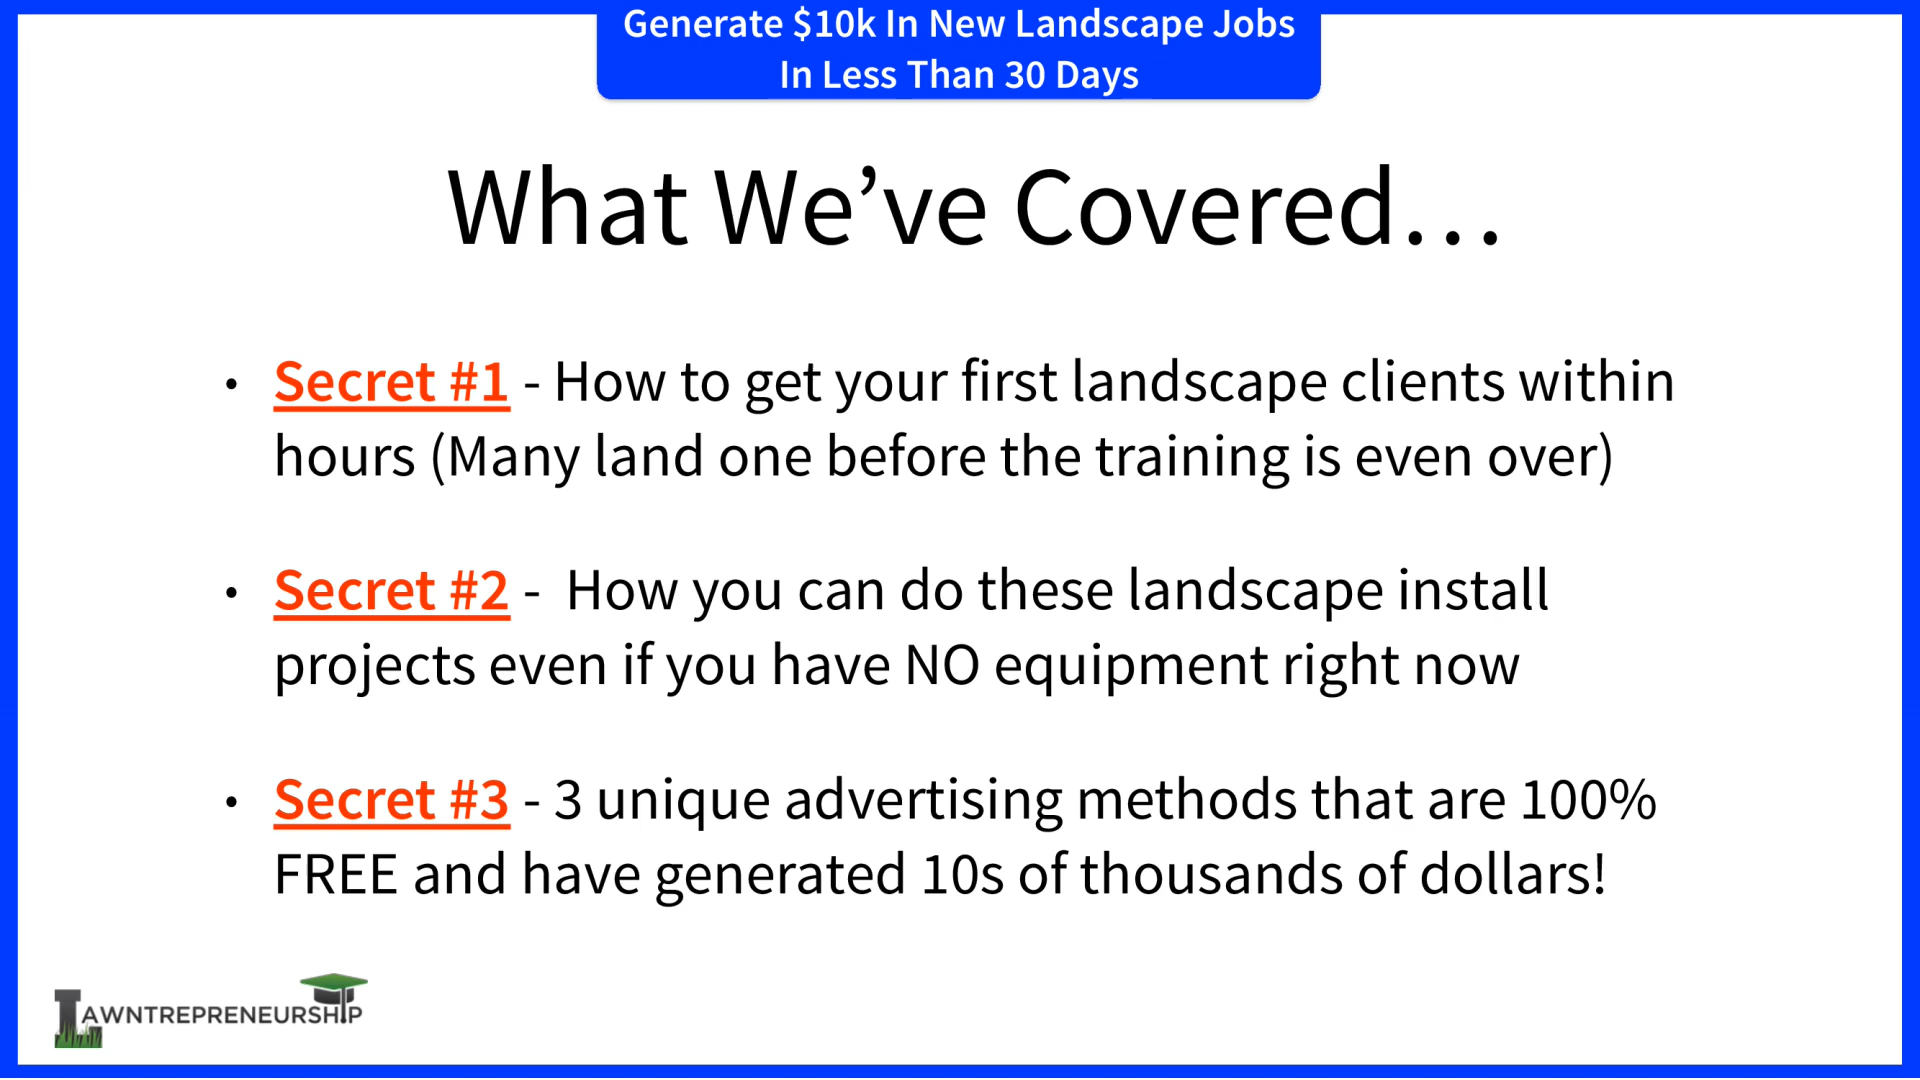 Generate $10k In New Landscape Jobs
In Less Than 30 Days
What We’ve Covered…
• Secret #1 - How to get your first landscape clients within
hours (Many land one before the training is even over)
• Secret #2 -  How you can do these landscape install
projects even if you have NO equipment right now
• Secret #3 - 3 unique advertising methods that are 100%
FREE and have generated 10s of thousands of dollars!
LAWNTREPRENEURSHIP